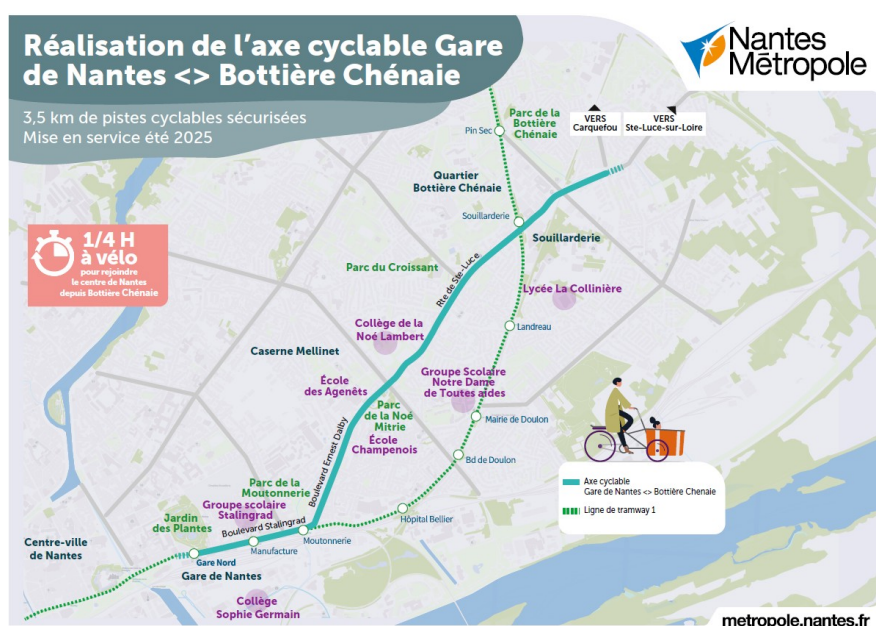 Réalisation de l'axe cyclable Gare
de Nantes <> Bottière Chénaie
3,5 km de pistes cyclables sécurisées
Mise en service été 2025
Nantes
Métropole
1/4 H
à vélo
pour rejoindre
le centre de Nantes
depuis Bottière Chénaie
Parc de la
Bottière
Chénaie
Pin Sec
VERS
Carquefou
VERS
Ste-Luce-sur-Loire
Quartier
Bottière Chénaie
Souillarderie
Souillarderie
Parc du Croissant
Rte de Ste-Luce
Lycée La Collinière
Collège de la
Noé Lambert
Landreau
Caserne Mellinet
Groupe Scolaire
Notre Dame
de Toutes aides
École
des Agenêts
Parc
de la Noé
Mitrie
École
Champenois
Mairie de Doulon
Boulevard Ernest Dalby
Bd de Doulon
Parc de la
Moutonnerie
Groupe scolaire
Stalingrad
Jardin
des Plantes
Boulevard Stalingrad
Hôpital Bellier
Moutonnerie
Manufacture
Centre-ville
de Nantes
Gare Nord
Gare de Nantes
Collège
Sophie Germain
Axe cyclable
Gare de Nantes <> Bottière Chenaie
Ligne de tramway 1
metropole.nantes.fr